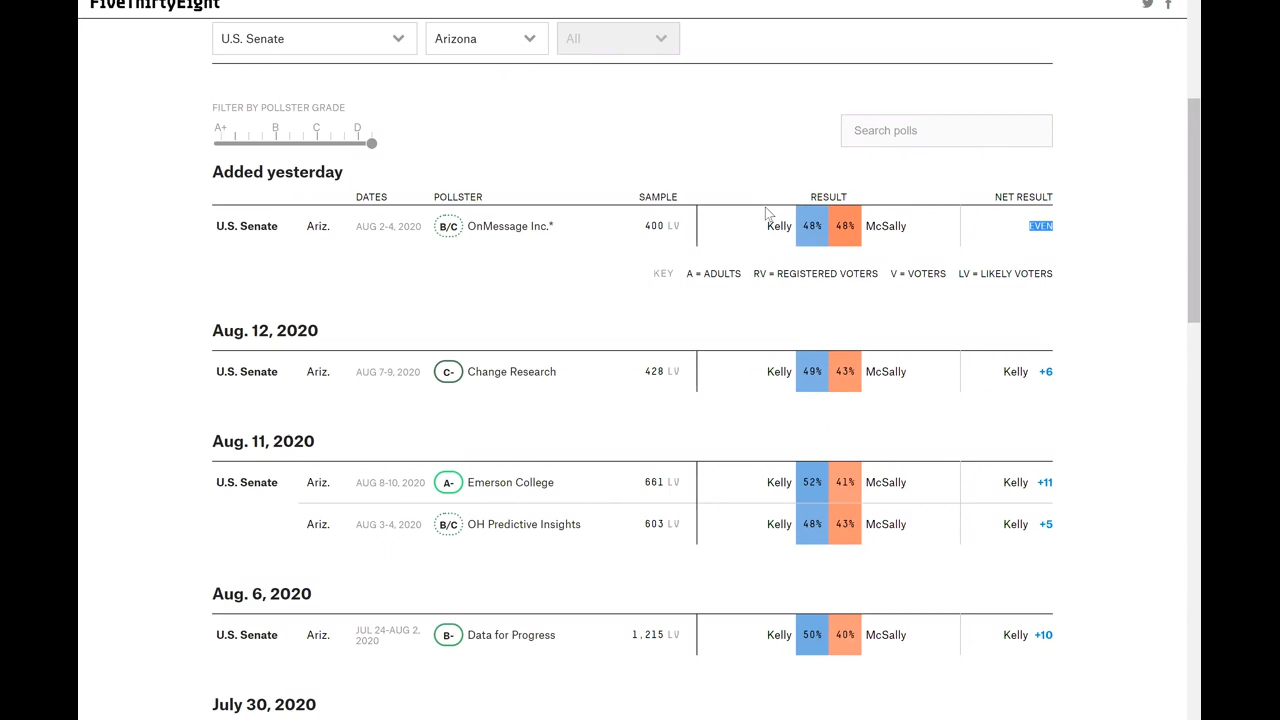 FiveThirtyEight
U.S. Senate Arizona All
FILTER BY POLLSTER GRADE
A+ B C D
Search polls
Added yesterday
DATES POLLSTER SAMPLE RESULT NET RESULT
U.S. Senate Ariz. AUG 2-4, 2020 B/C OnMessage Inc.* 400 LV Kelly 48% 48% McSally EVEN
KEY A = ADULTS RV = REGISTERED VOTERS V = VOTERS LV = LIKELY VOTERS
Aug. 12, 2020
U.S. Senate Ariz. AUG 7-9, 2020 C- Change Research 428 LV Kelly 49% 43% McSally Kelly +6
Aug. 11, 2020
U.S. Senate Ariz. AUG 8-10, 2020 A- Emerson College 661 LV Kelly 52% 41% McSally Kelly +11
Ariz. AUG 3-4, 2020 B/C OH Predictive Insights 603 LV Kelly 48% 43% McSally Kelly +5
Aug. 6, 2020
U.S. Senate Ariz. JUL 24-AUG 2, 2020 B- Data for Progress 1,215 LV Kelly 50% 40% McSally Kelly +10
July 30, 2020